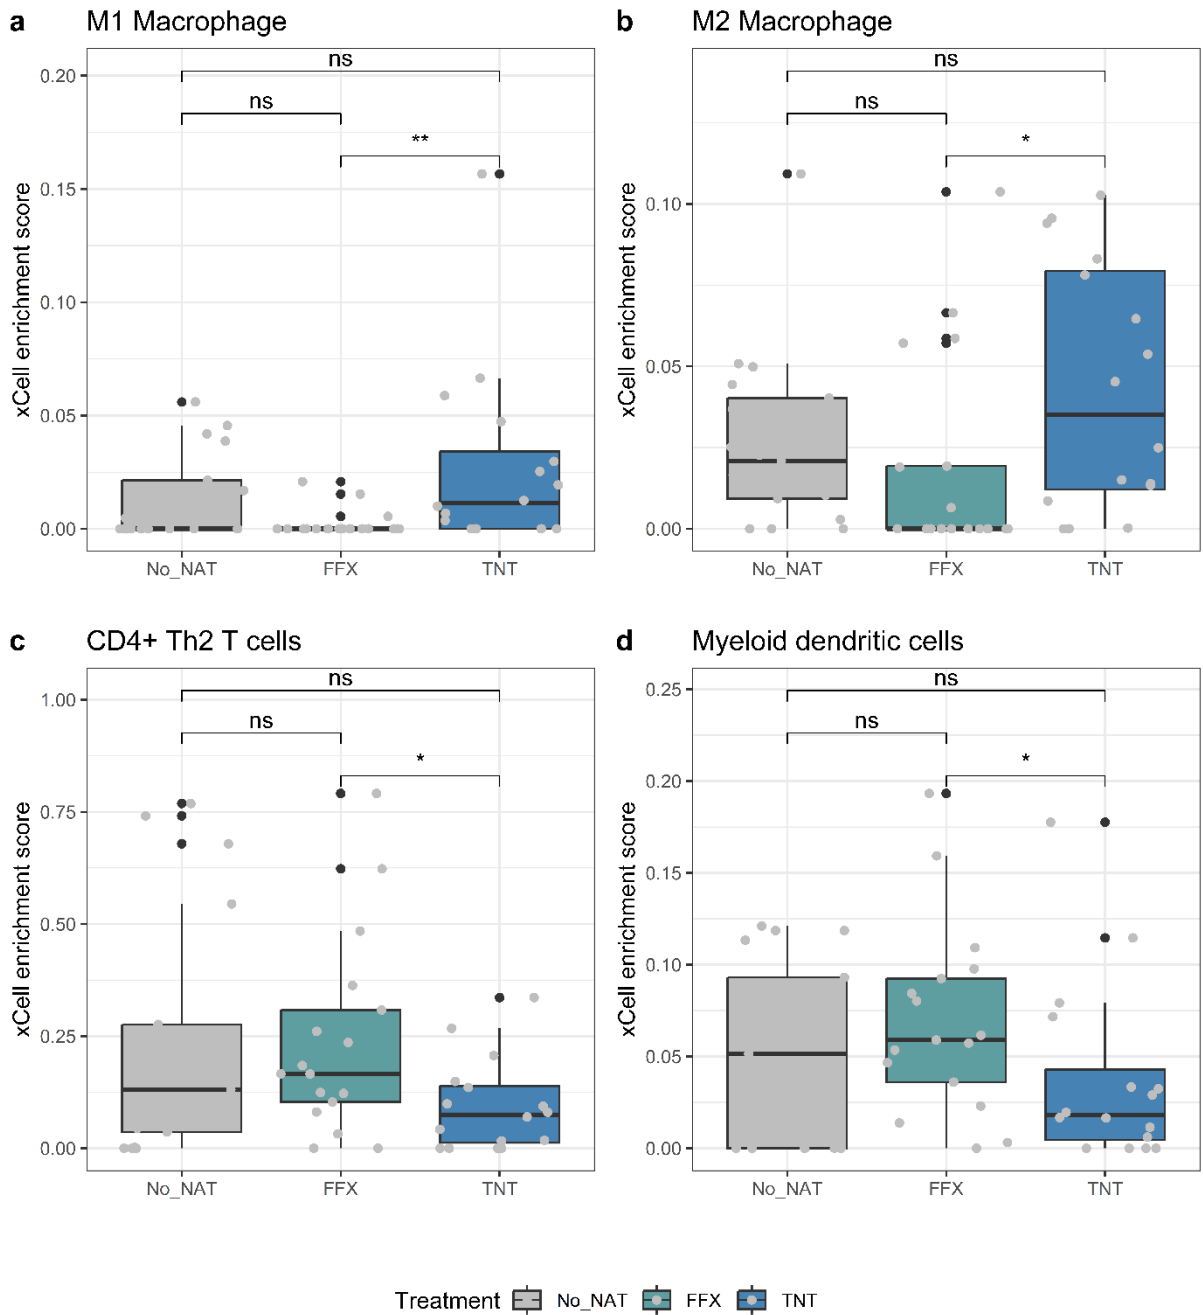 a M1 Macrophage
xCell enrichment score
0.20
0.15
0.10
0.05
0.00
ns
ns
**
No_NAT FFX TNT
b M2 Macrophage
xCell enrichment score
0.10
0.05
0.00
ns
ns
*
No_NAT FFX TNT
c CD4+ Th2 T cells
xCell enrichment score
1.00
0.75
0.50
0.25
0.00
ns
ns
*
No_NAT FFX TNT
d Myeloid dendritic cells
xCell enrichment score
0.25
0.20
0.15
0.10
0.05
0.00
ns
ns
*
No_NAT FFX TNT
Treatment No_NAT FFX TNT